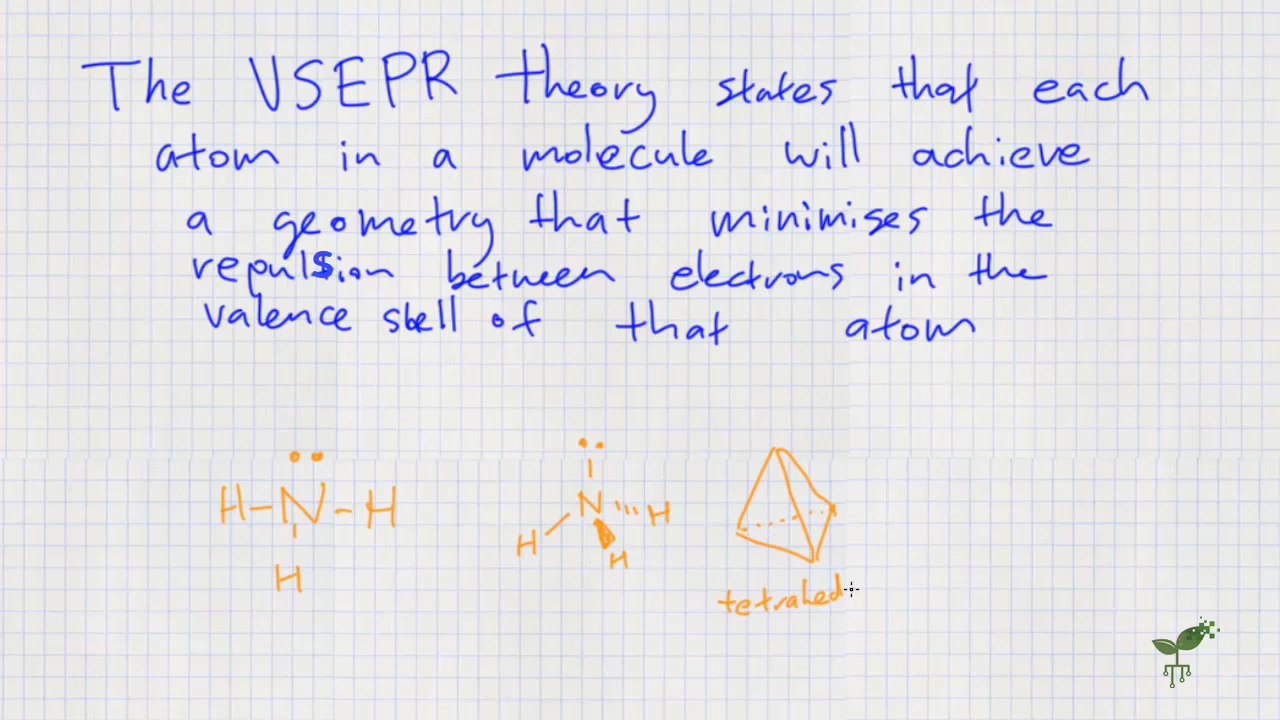 The VSEPR theory states that each
atom in a molecule will achieve
a geometry that minimises the
repulsion between electrons in the
valence shell of that atom
H-N-H
H
N
H
H
H
tetrahed